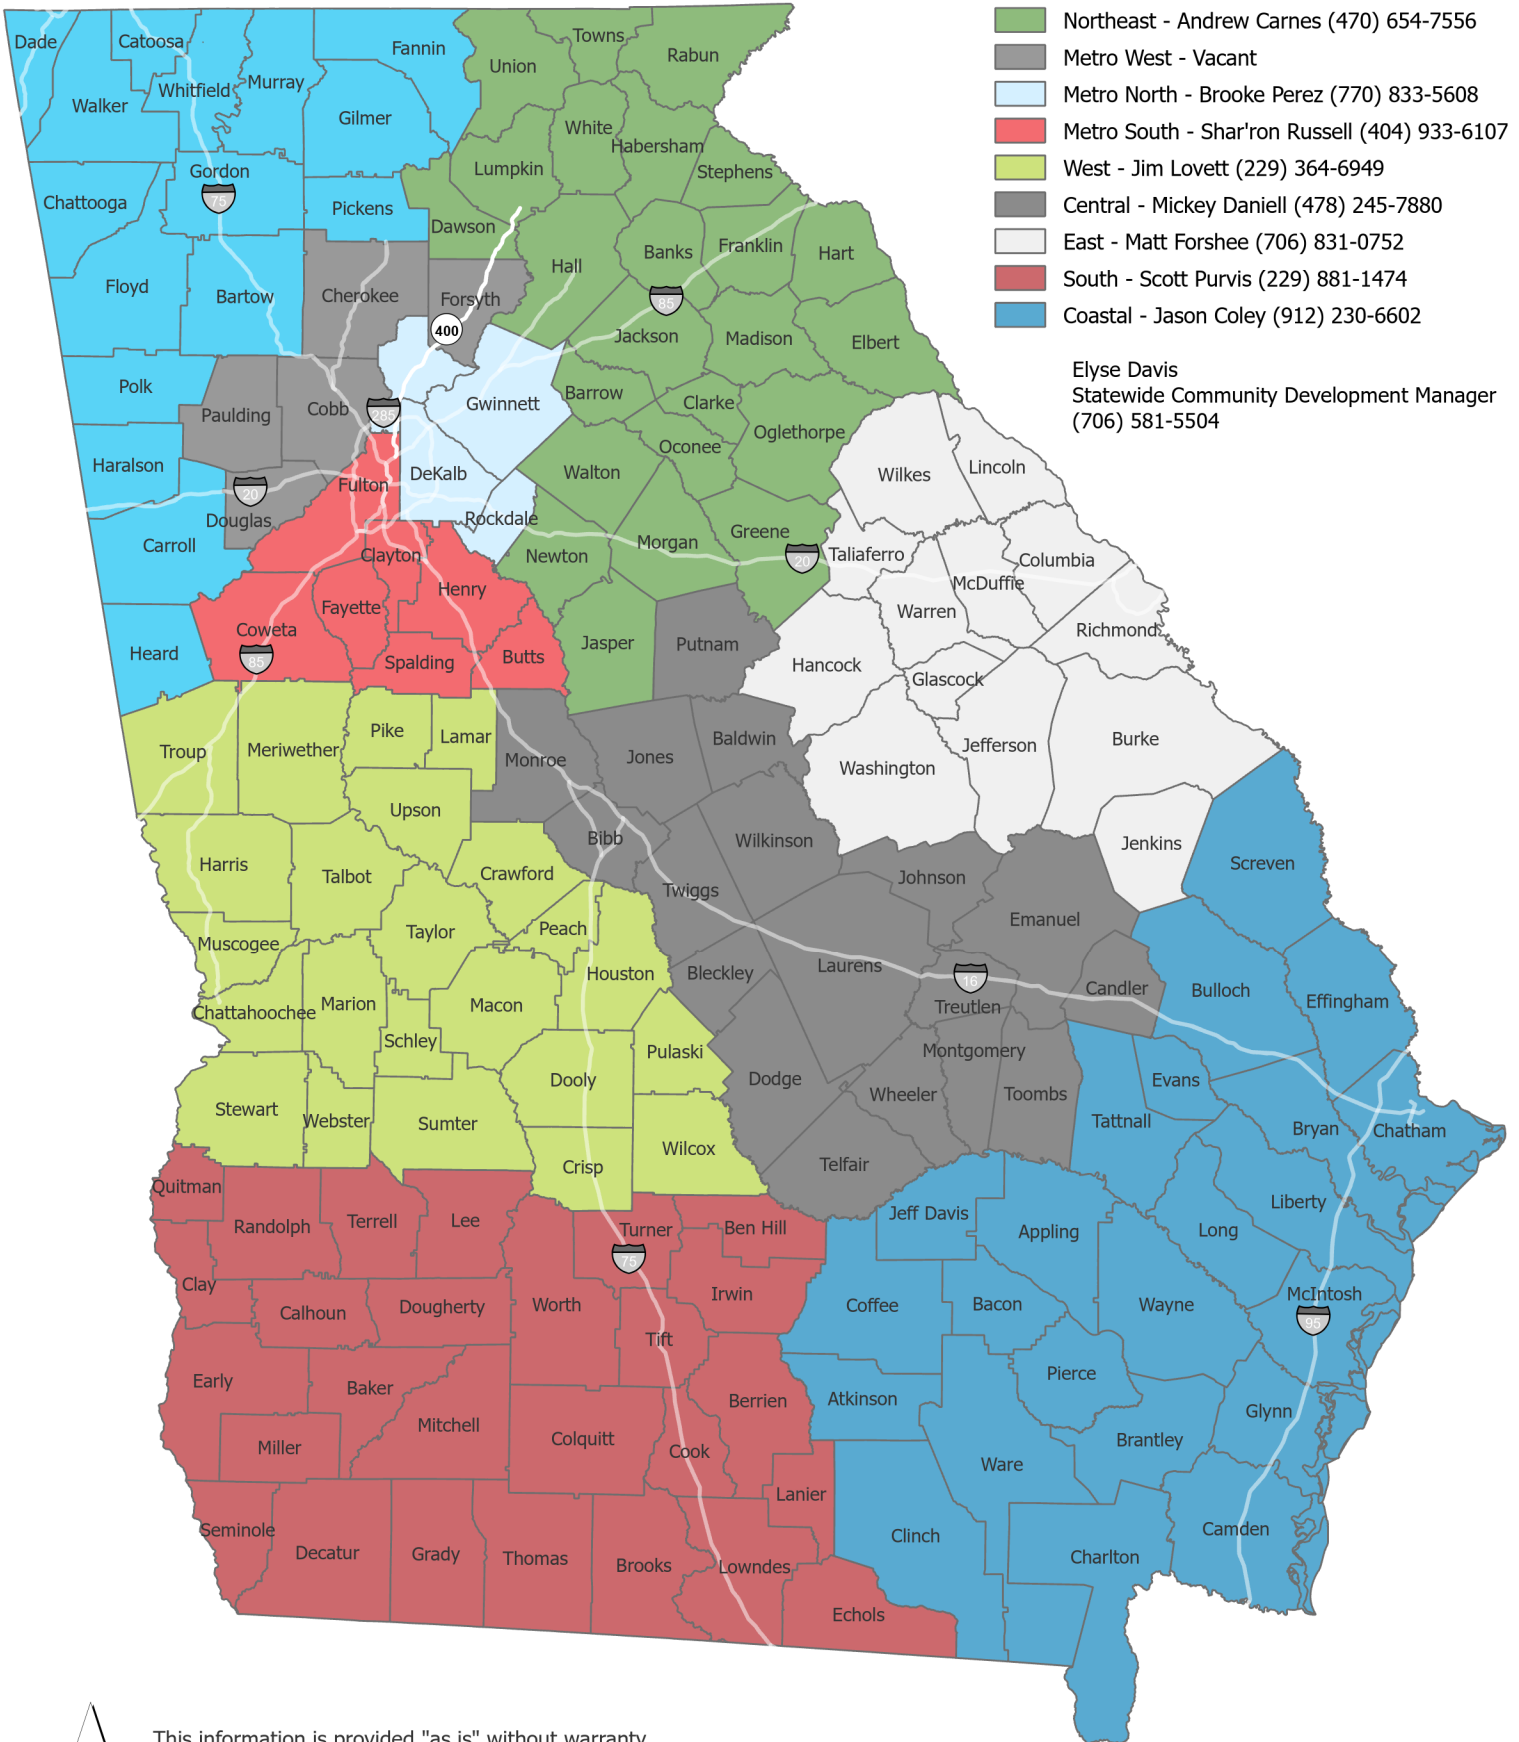 Northeast - Andrew Carnes (470) 654-7556
Metro West - Vacant
Metro North - Brooke Perez (770) 833-5608
Metro South - Shar'ron Russell (404) 933-6107
West - Jim Lovett (229) 364-6949
Central - Mickey Daniell (478) 245-7880
East - Matt Forshee (706) 831-0752
South - Scott Purvis (229) 881-1474
Coastal - Jason Coley (912) 230-6602
Elyse Davis
Statewide Community Development Manager
(706) 581-5504
Dade
Catoosa
Fannin
Towns
Rabun
Union
Walker
Whitfield
Murray
Gilmer
White
Habersham
Lumpkin
Stephens
Gordon
75
Chattooga
Pickens
Dawson
Banks
Franklin
Hart
Hall
Floyd
Bartow
Cherokee
Forsyth
85
400
Jackson
Madison
Elbert
Polk
Paulding
Cobb
285
Gwinnett
Barrow
Clarke
Oglethorpe
Oconee
Haralson
Fulton
DeKalb
Walton
Wilkes
Lincoln
20
Douglas
Rockdale
Greene
Carroll
Clayton
Newton
Morgan
20
Taliaferro
Columbia
McDuffie
Henry
Fayette
Warren
Coweta
85
Heard
Spalding
Butts
Jasper
Putnam
Richmond
Hancock
Glascock
Troup
Meriwether
Pike
Lamar
Monroe
Jones
Baldwin
Washington
Jefferson
Burke
Upson
Bibb
Wilkinson
Jenkins
Harris
Talbot
Crawford
Twiggs
Johnson
Screven
Muscogee
Taylor
Peach
Emanuel
Houston
Bleckley
Laurens
16
Treutlen
Candler
Bulloch
Effingham
Chattahoochee
Marion
Macon
Schley
Pulaski
Montgomery
Dooly
Dodge
Wheeler
Toombs
Evans
Stewart
Webster
Sumter
Tattnall
Bryan
Chatham
Crisp
Wilcox
Telfair
Quitman
Randolph
Terrell
Lee
Turner
75
Ben Hill
Jeff Davis
Appling
Long
Liberty
Clay
Calhoun
Dougherty
Worth
Irwin
Coffee
Bacon
Wayne
McIntosh
95
Tift
Early
Baker
Berrien
Atkinson
Pierce
Glynn
Miller
Mitchell
Colquitt
Cook
Brantley
Ware
Lanier
Seminole
Decatur
Grady
Thomas
Brooks
Lowndes
Clinch
Charlton
Camden
Echols
This information is provided "as is" without warranty